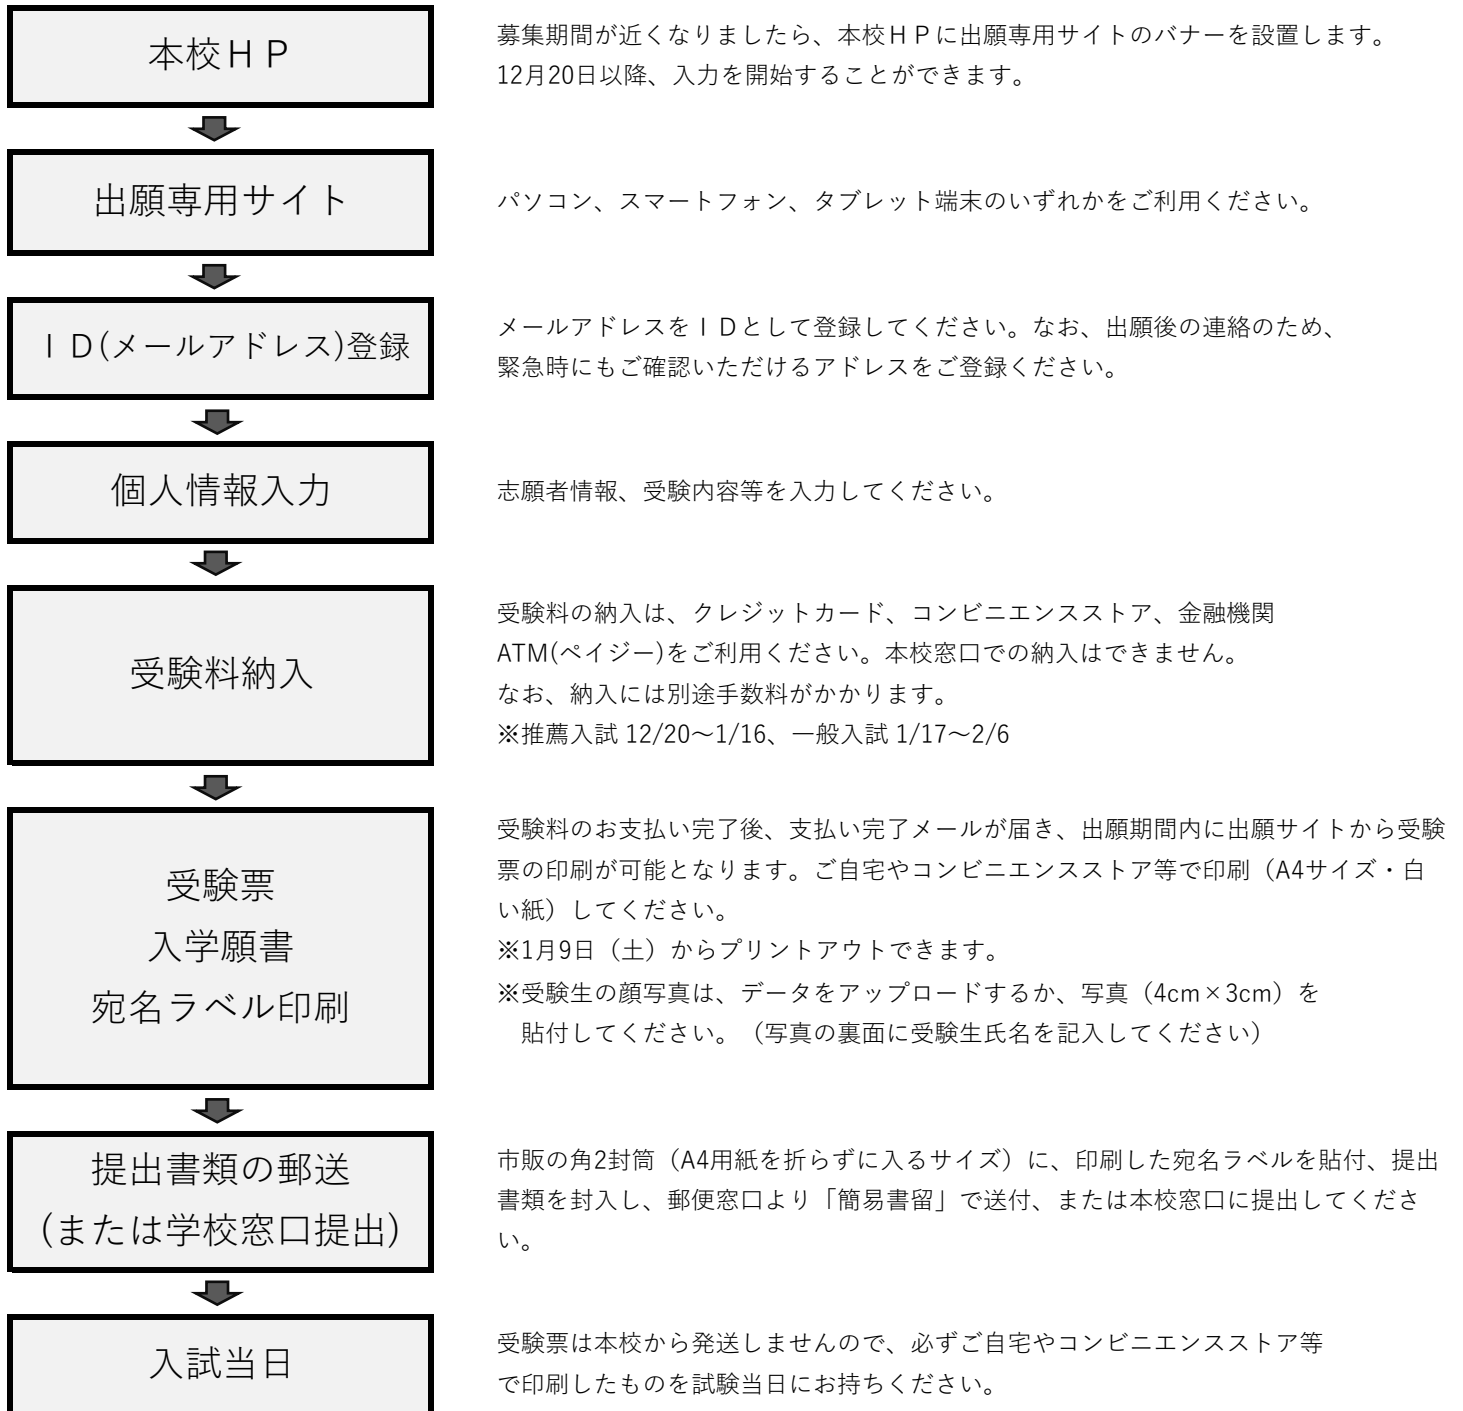 本校ＨＰ
募集期間が近くなりましたら、本校ＨＰに出願専用サイトのバナーを設置します。
12月20日以降、入力を開始することができます。
出願専用サイト
パソコン、スマートフォン、タブレット端末のいずれかをご利用ください。
ＩＤ(メールアドレス)登録
メールアドレスをＩＤとして登録してください。なお、出願後の連絡のため、
緊急時にもご確認いただけるアドレスをご登録ください。
個人情報入力
志願者情報、受験内容等を入力してください。
受験料納入
受験料の納入は、クレジットカード、コンビニエンスストア、金融機関
ATM(ペイジー)をご利用ください。本校窓口での納入はできません。
なお、納入には別途手数料がかかります。
※推薦入試 12/20～1/16、一般入試 1/17～2/6
受験票
入学願書
宛名ラベル印刷
受験料のお支払い完了後、支払い完了メールが届き、出願期間内に出願サイトから受験
票の印刷が可能となります。ご自宅やコンビニエンスストア等で印刷（A4サイズ・白
い紙）してください。
※1月9日（土）からプリントアウトできます。
※受験生の顔写真は、データをアップロードするか、写真（4cm×3cm）を
貼付してください。（写真の裏面に受験生氏名を記入してください）
提出書類の郵送
(または学校窓口提出)
市販の角2封筒（A4用紙を折らずに入るサイズ）に、印刷した宛名ラベルを貼付、提出
書類を封入し、郵便窓口より「簡易書留」で送付、または本校窓口に提出してくださ
い。
入試当日
受験票は本校から発送しませんので、必ずご自宅やコンビニエンスストア等
で印刷したものを試験当日にお持ちください。